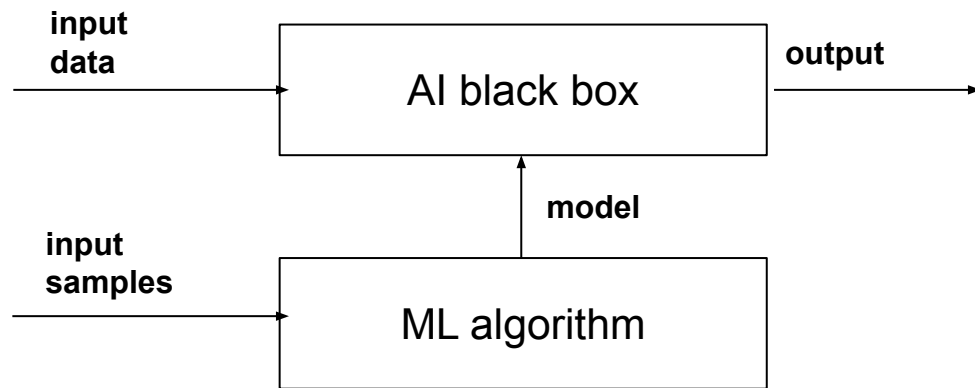 input
data
AI black box
output
model
input
samples
ML algorithm